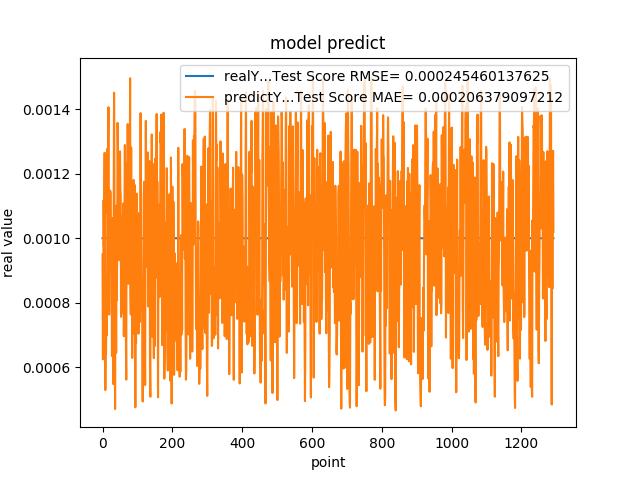 model predict
realY...Test Score RMSE= 0.000245460137625
predictY...Test Score MAE= 0.000206379097212
real value
0.0014
0.0012
0.0010
0.0008
0.0006
0 200 400 600 800 1000 1200
point